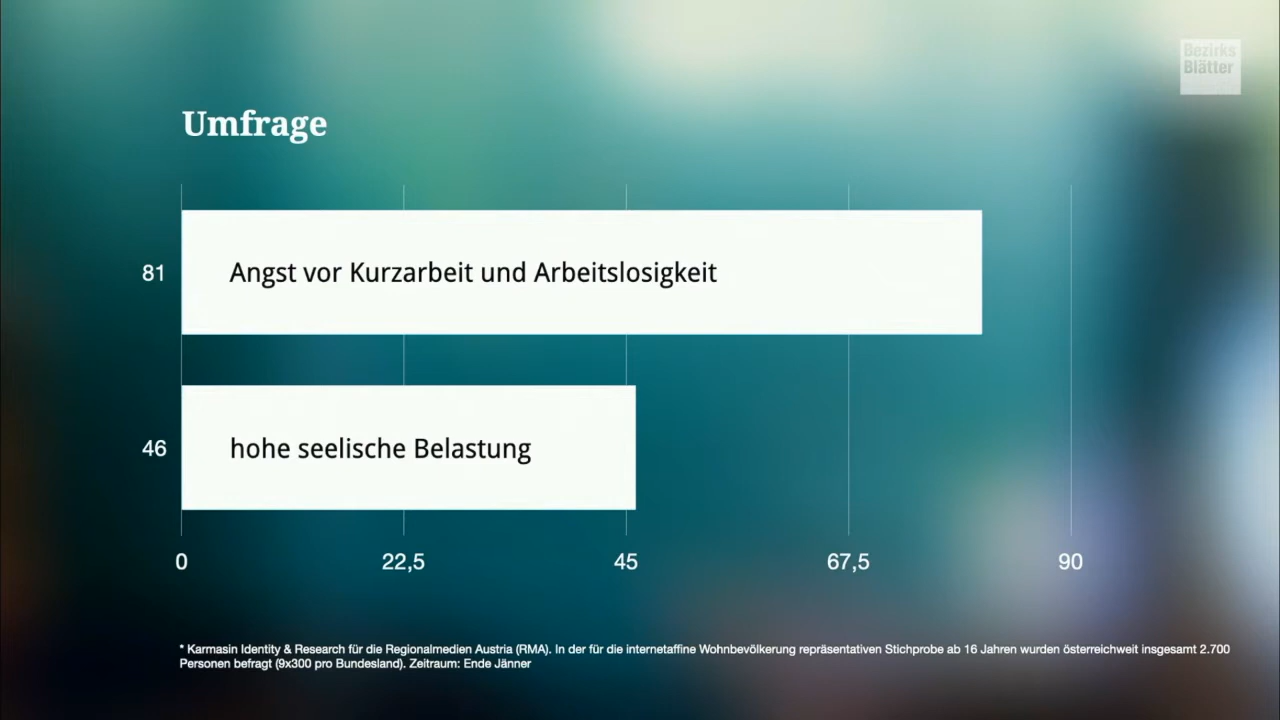 Bezirks
Blätter
Umfrage
81
Angst vor Kurzarbeit und Arbeitslosigkeit
46
hohe seelische Belastung
0
22,5
45
67,5
90
* Karmasin Identity & Research für die Regionalmedien Austria (RMA). In der für die internetaffine Wohnbevölkerung repräsentativen Stichprobe ab 16 Jahren wurden österreichweit insgesamt 2.700
Personen befragt (9x300 pro Bundesland). Zeitraum: Ende Jänner